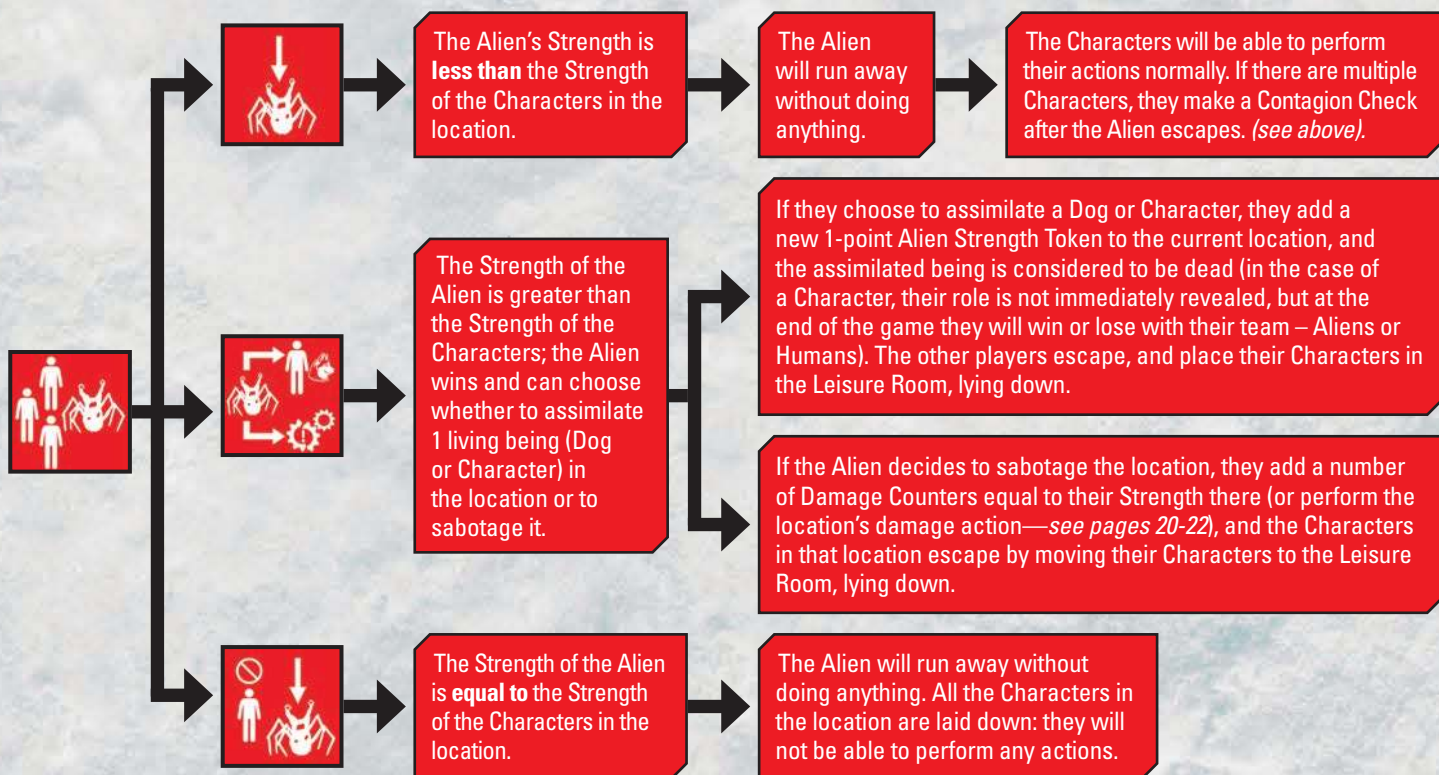 The Alien's Strength is
less than the Strength
of the Characters in the
location.
The Alien
will run away
without doing
anything.
The Characters will be able to perform
their actions normally. If there are multiple
Characters, they make a Contagion Check
after the Alien escapes. (see above).
The Strength of the
Alien is greater than
the Strength of the
Characters; the Alien
wins and can choose
whether to assimilate
1 living being (Dog
or Character) in
the location or to
sabotage it.
If they choose to assimilate a Dog or Character, they add a
new 1-point Alien Strength Token to the current location, and
the assimilated being is considered to be dead (in the case of
a Character, their role is not immediately revealed, but at the
end of the game they will win or lose with their team – Aliens or
Humans). The other players escape, and place their Characters in
the Leisure Room, lying down.
If the Alien decides to sabotage the location, they add a number
of Damage Counters equal to their Strength there (or perform the
location's damage action—see pages 20-22), and the Characters
in that location escape by moving their Characters to the Leisure
Room, lying down.
The Strength of the Alien
is equal to the Strength
of the Characters in the
location.
The Alien will run away without
doing anything. All the Characters in
the location are laid down: they will
not be able to perform any actions.